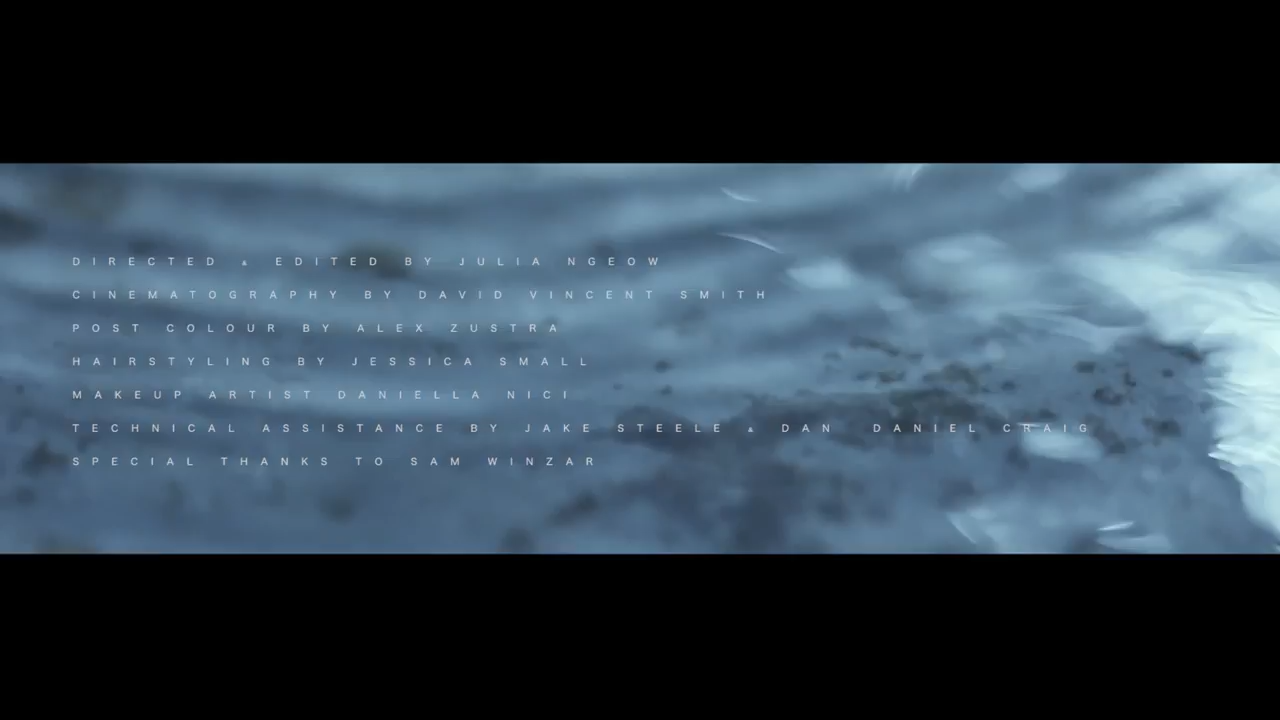 DIRECTED & EDITED BY JULIA NGEOW
CINEMATOGRAPHY BY DAVID VINCENT SMITH
POST COLOUR BY ALEX ZUSTRA
HAIRSTYLING BY JESSICA SMALL
MAKEUP ARTIST DANIELLA NICI
TECHNICAL ASSISTANCE BY JAKE STEELE & DAN DANIEL CRAIG
SPECIAL THANKS TO SAM WINZAR